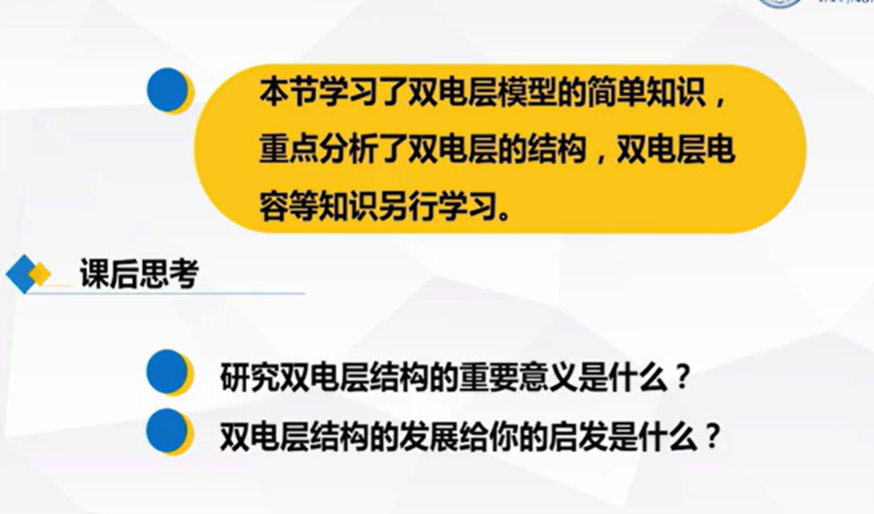 本节学习了双电层模型的简单知识，
重点分析了双电层的结构，双电层电
容等知识另行学习。
课后思考
研究双电层结构的重要意义是什么？
双电层结构的发展给你的启发是什么？